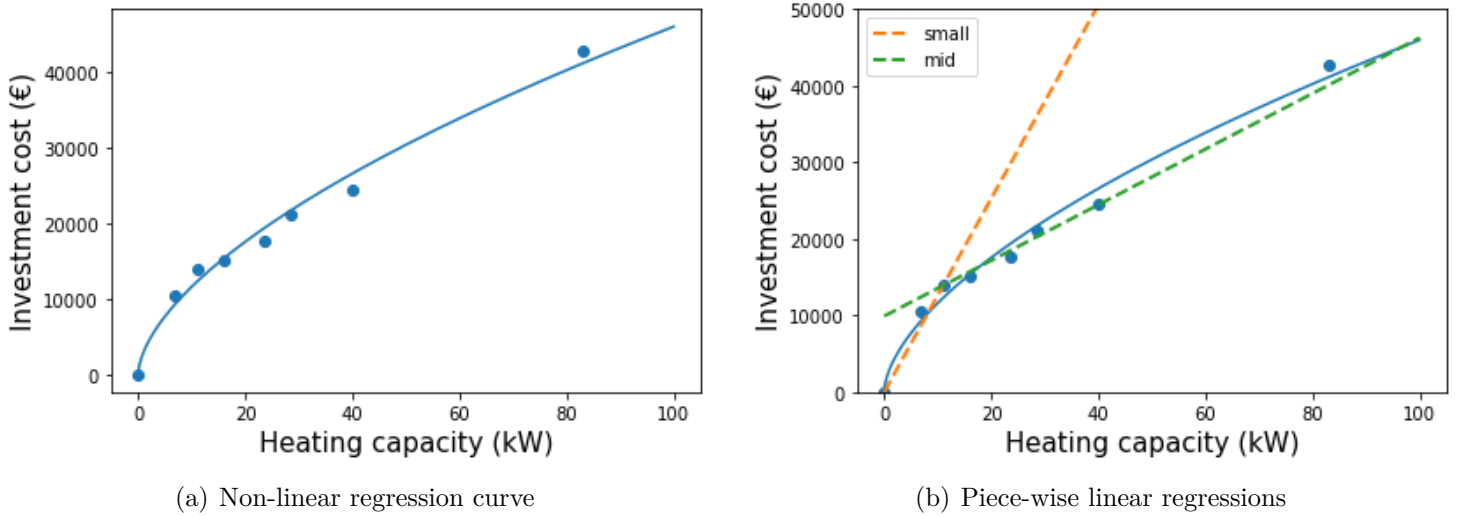 40000
30000
20000
10000
0
0 20 40 60 80 100
Investment cost (€)
Heating capacity (kW)
(a) Non-linear regression curve
50000
40000
30000
20000
10000
0
0 20 40 60 80 100
Investment cost (€)
Heating capacity (kW)
small
mid
(b) Piece-wise linear regressions